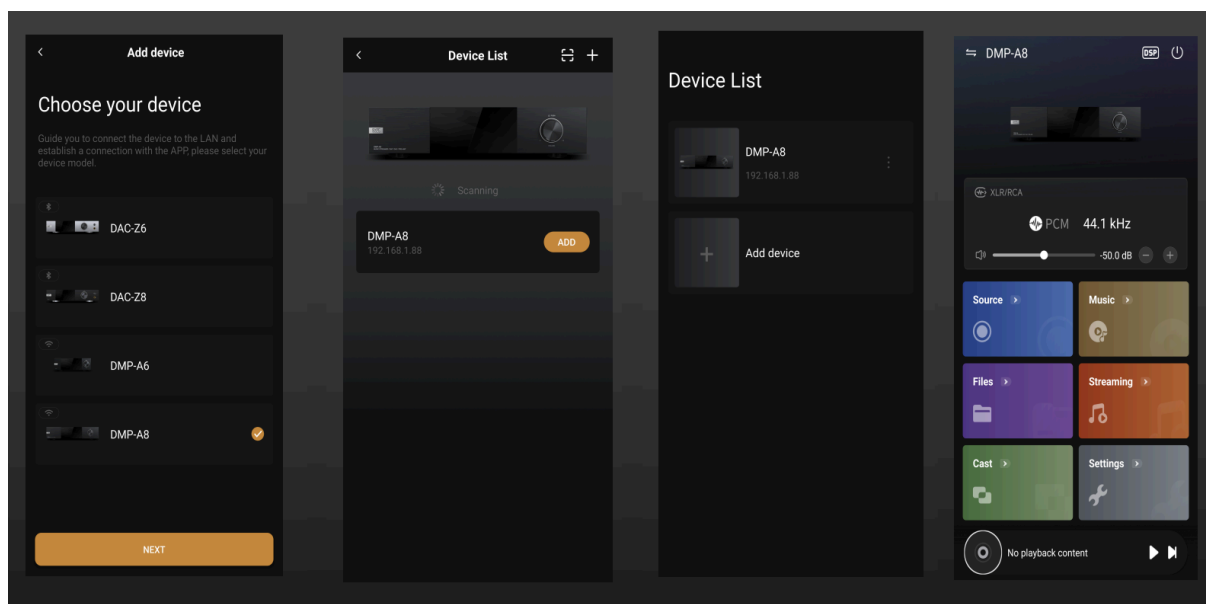 Add device
Choose your device
Guide you to connect the device to the LAN and
establish a connection with the APP, please select your
device model.
DAC-Z6
DAC-Z8
DMP-A6
DMP-A8
NEXT
Device List
Scanning
DMP-A8
192.168.1.88
ADD
Device List
DMP-A8
192.168.1.88
Add device
DMP-A8
DSP
XLR/RCA
PCM 44.1 kHz
-50.0 dB
Source
Music
Files
Streaming
Cast
Settings
No playback content